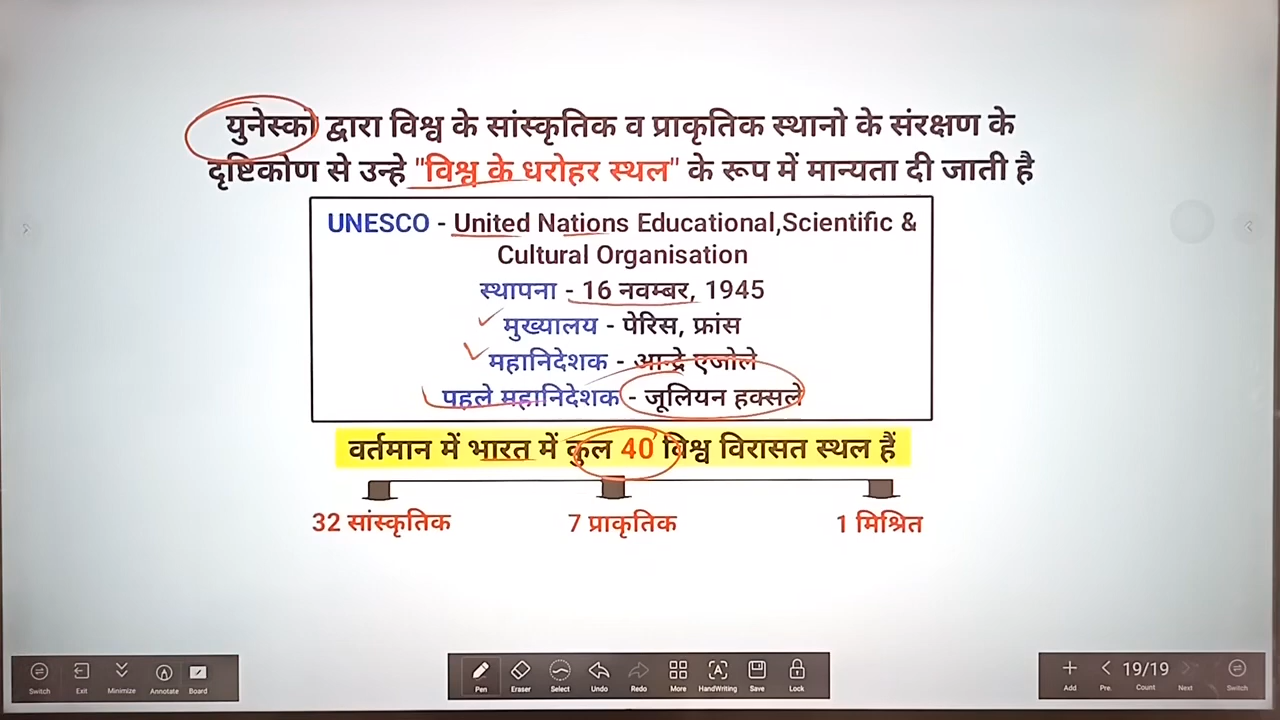 युनेस्को द्वारा विश्व के सांस्कृतिक व प्राकृतिक स्थानो के संरक्षण के
दृष्टिकोण से उन्हे "विश्व के धरोहर स्थल" के रूप में मान्यता दी जाती है
UNESCO - United Nations Educational,Scientific &
Cultural Organisation
स्थापना - 16 नवम्बर, 1945
मुख्यालय - पेरिस, फ्रांस
महानिदेशक - आन्द्रे एजोले
पहले महानिदेशक - जूलियन हक्सले
वर्तमान में भारत में कुल 40 विश्व विरासत स्थल हैं
32 सांस्कृतिक 7 प्राकृतिक 1 मिश्रित
Switch Exit Minimize Annotate Board Pen Eraser Select Undo Redo More HandWriting Save Lock Add Pre. 19/19 Count Next Switch